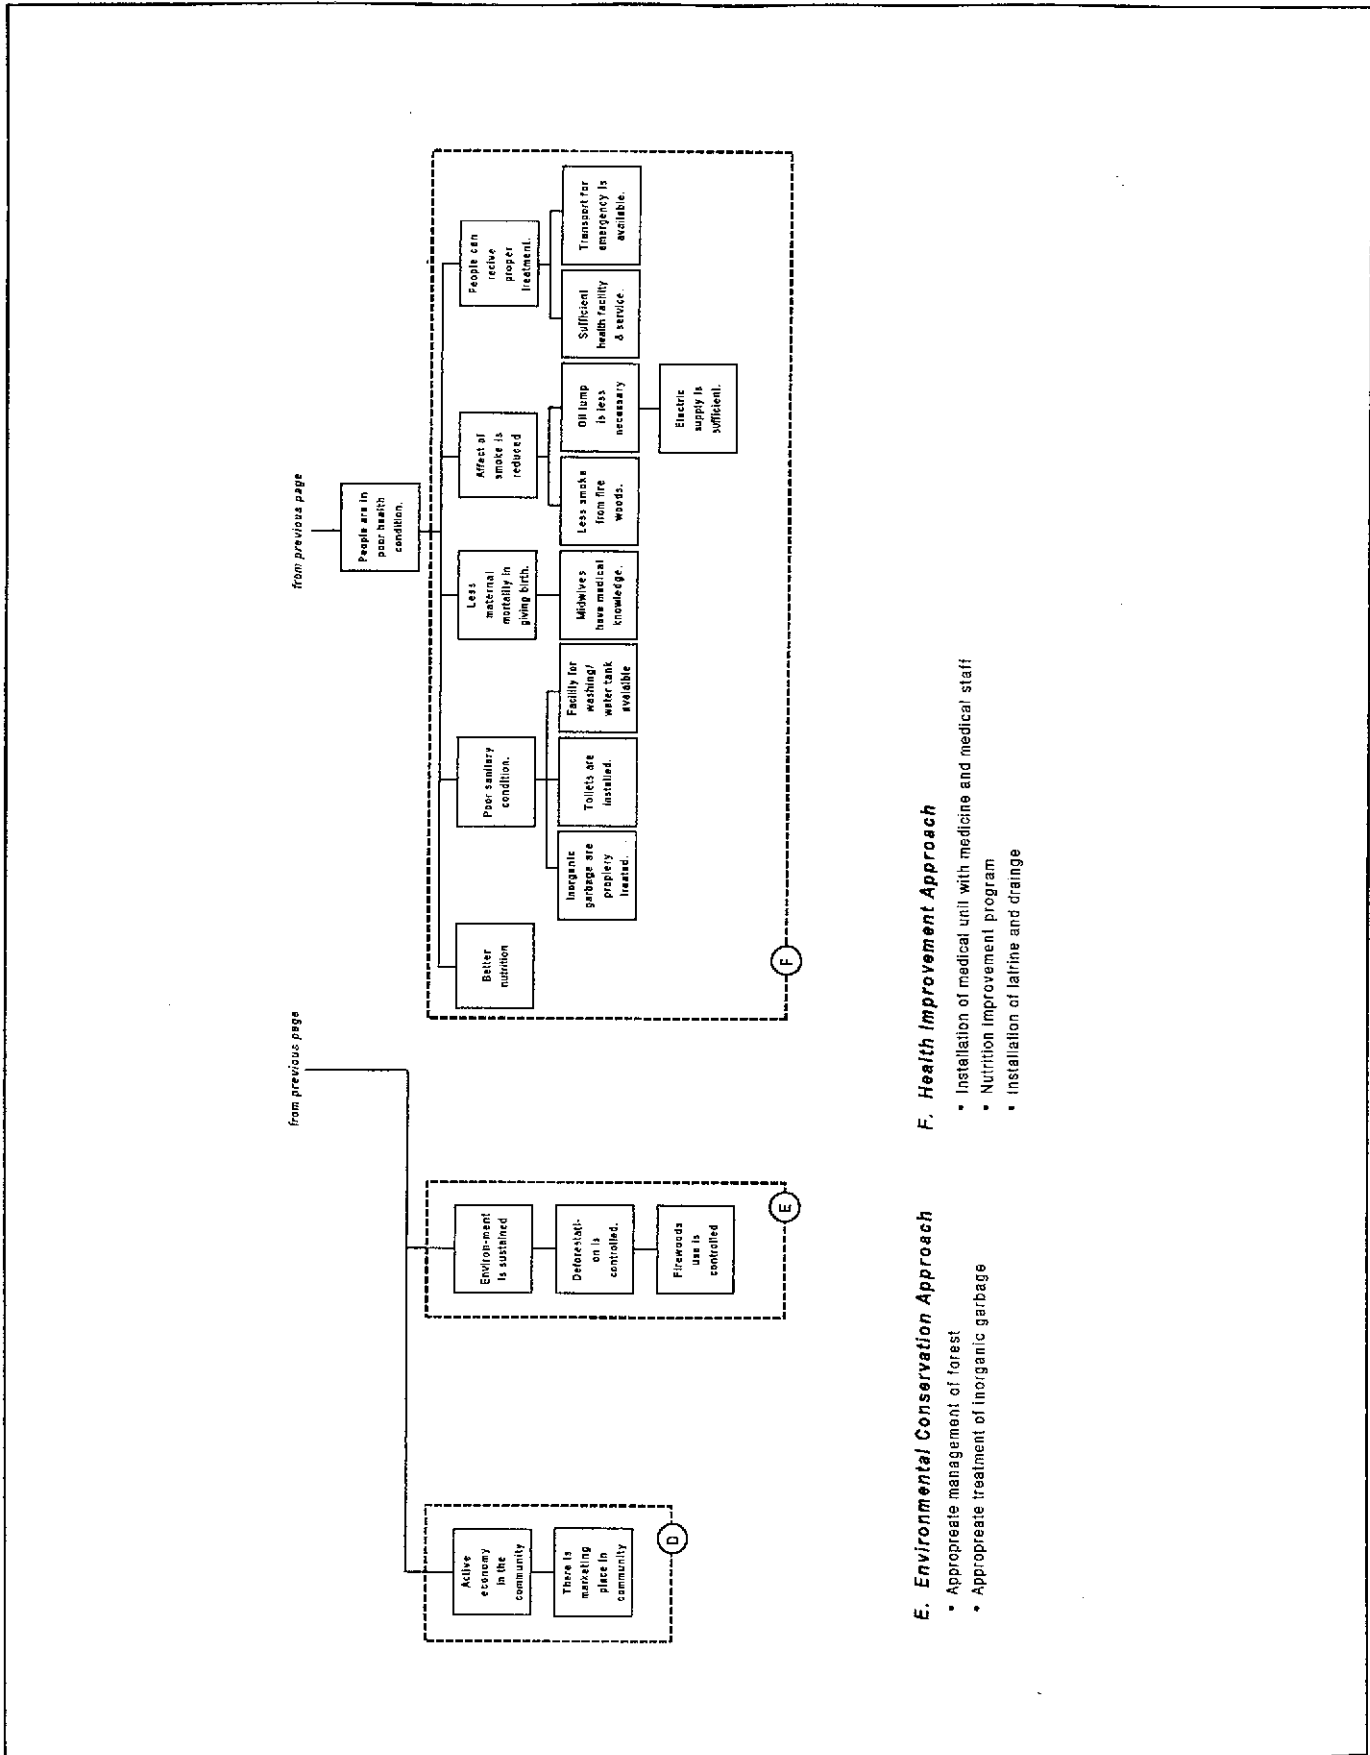 from previous page
Active
economy
in the
community
There is
marketing
place in
community
D
Environ-ment
is sustained
Deforestati-
on is
controlled.
Firewoods
use is
controlled
E
from previous page
People are in
poor health
condition.
Better
nutrition
Poor sanitary
condition.
Inorganic
garbage are
proplery
treated.
Toilets are
installed.
Facility for
washing/
water tank
avalaible
Less
maternal
mortality in
giving birth.
Midwives
have medical
knowledge.
Affect of
smoke is
reduced
Less smoke
from fire
woods.
Oil lump
is less
necessary
Electric
supply is
sufficient.
People can
recive
proper
treatment.
Sufficient
health facility
& service.
Transport for
emergency is
available.
F
E. Environmental Conservation Approach
• Appropreate management of forest
• Appropreate treatment of inorganic garbage
F. Health Improvement Approach
• Installation of medical unit with medicine and medical staff
• Nutrition improvement program
• Installation of latrine and drainge